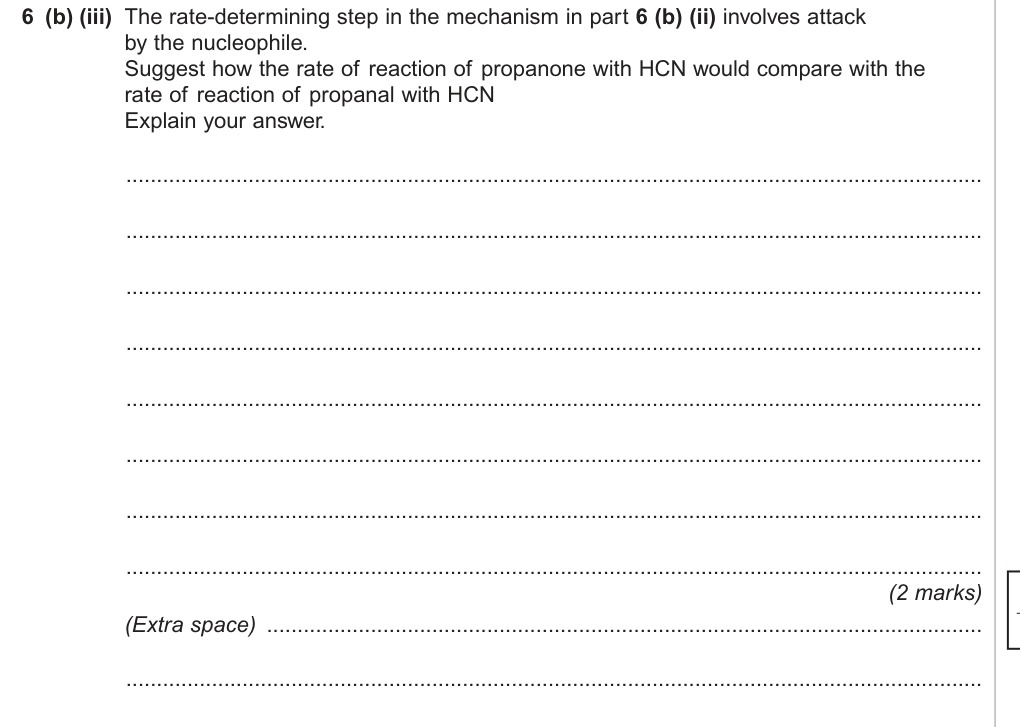 6 (b) (iii) The rate-determining step in the mechanism in part 6 (b) (ii) involves attack
by the nucleophile.
Suggest how the rate of reaction of propanone with HCN would compare with the
rate of reaction of propanal with HCN
Explain your answer.
(2 marks)
(Extra space)